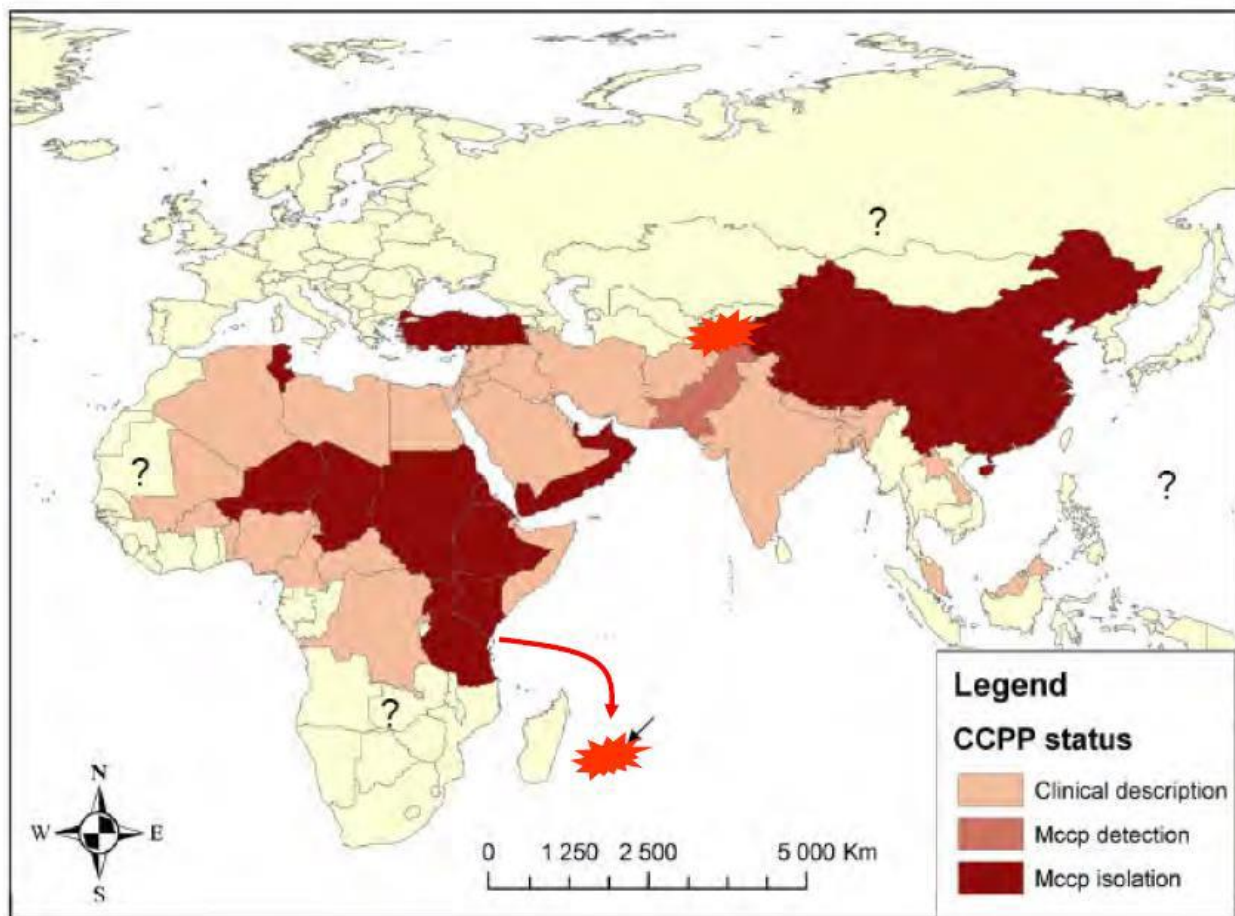 ?
?
?
?
Legend
CCPP status
Clinical description
Mccp detection
Mccp isolation
N
W E
S
0 1 250 2 500 5 000 Km